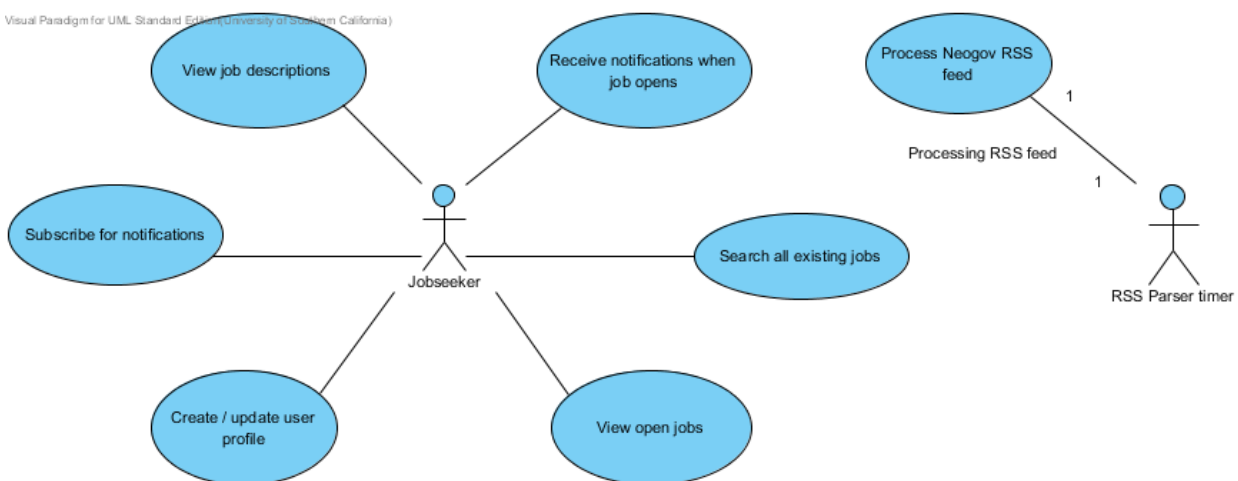 Visual Paradigm for UML Standard Edition(University of Southern California)
View job descriptions
Receive notifications when
job opens
Process Neogov RSS
feed
1
Processing RSS feed
1
Subscribe for notifications
Search all existing jobs
Jobseeker
RSS Parser timer
Create / update user
profile
View open jobs